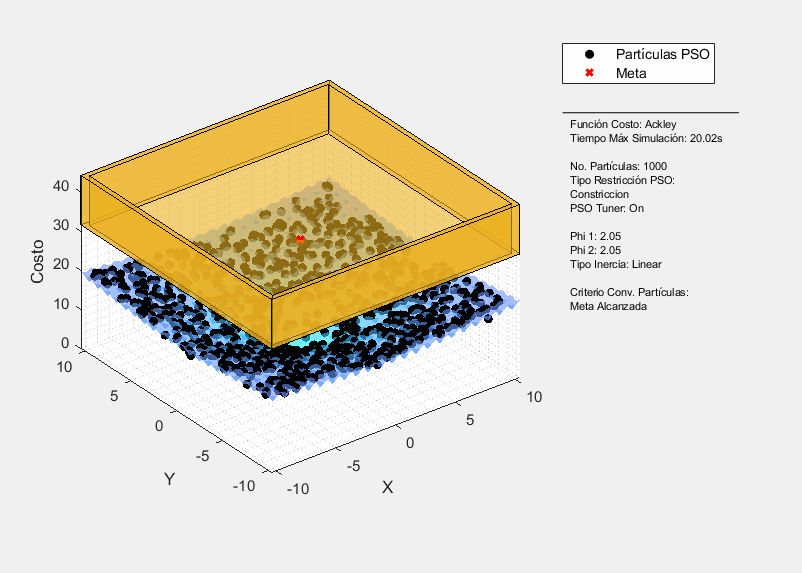 Partículas PSO
Meta
Función Costo: Ackley
Tiempo Máx Simulación: 20.02s
No. Partículas: 1000
Tipo Restricción PSO:
Constriccion
PSO Tuner: On
Phi 1: 2.05
Phi 2: 2.05
Tipo Inercia: Linear
Criterio Conv. Partículas:
Meta Alcanzada
Costo
40
30
20
10
0
10
5
0
-5
-10
Y
-10
-5
0
5
10
X